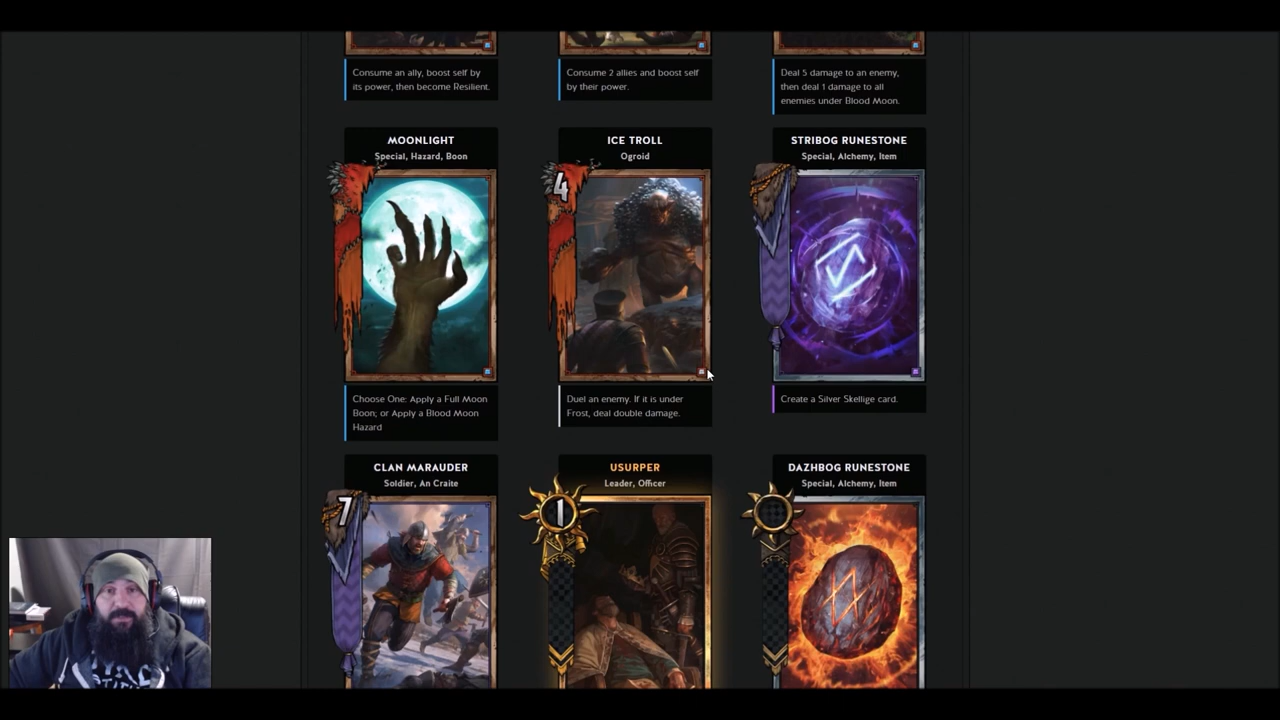 Consume an ally, boost self by
its power, then become Resilient.
Consume 2 allies and boost self
by their power.
Deal 5 damage to an enemy,
then deal 1 damage to all
enemies under Blood Moon.
MOONLIGHT
Special, Hazard, Boon
ICE TROLL
Ogroid
4
STRIBOG RUNESTONE
Special, Alchemy, Item
Choose One: Apply a Full Moon
Boon; or Apply a Blood Moon
Hazard
Duel an enemy. If it is under
Frost, deal double damage.
Create a Silver Skellige card.
CLAN MARAUDER
Soldier, An Craite
7
USURPER
Leader, Officer
1
DAZHBOG RUNESTONE
Special, Alchemy, Item